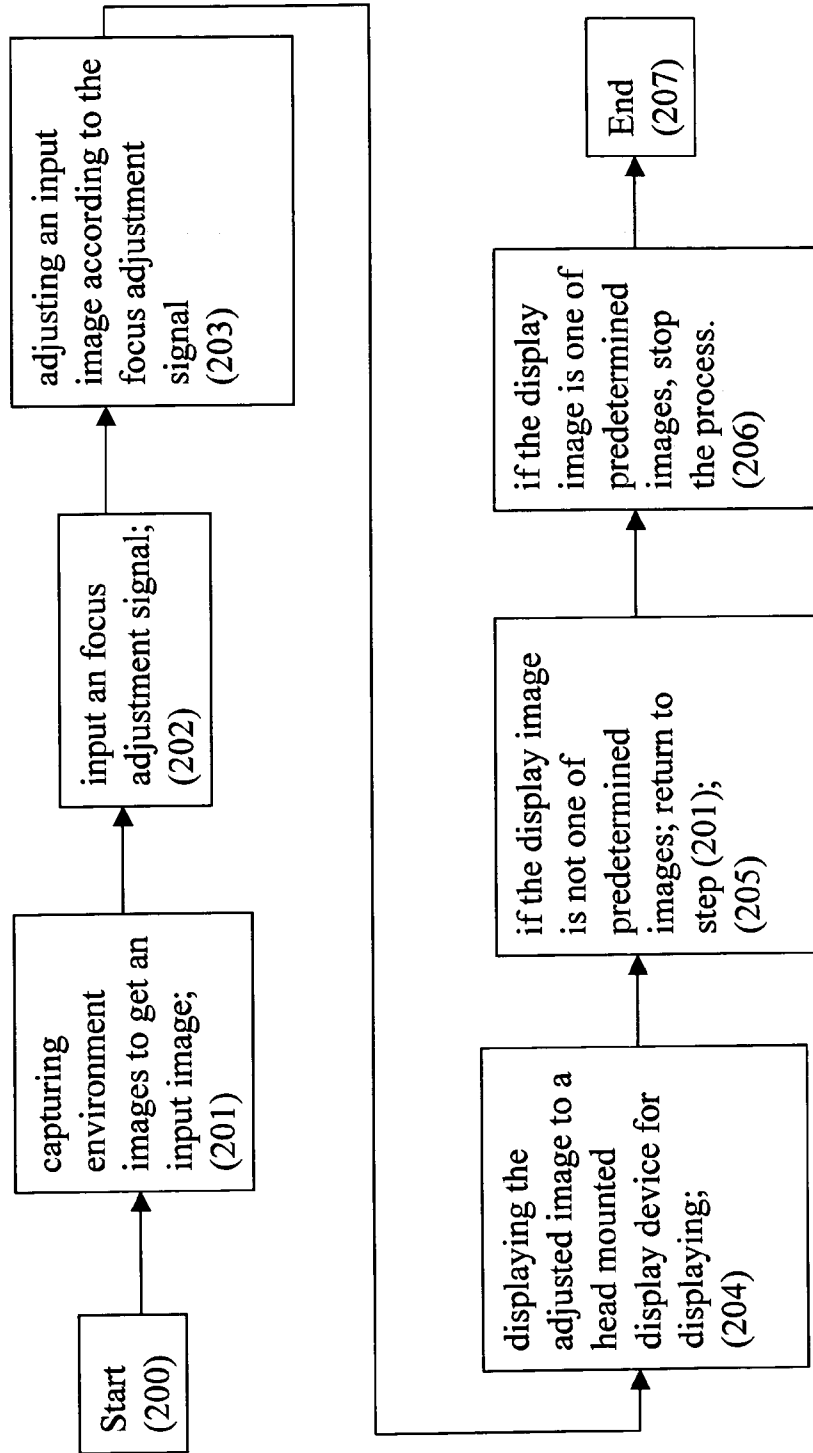 Start
(200)
capturing
environment
images to get an
input image;
(201)
input an focus
adjustment signal;
(202)
adjusting an input
image according to the
focus adjustment
signal
(203)
displaying the
adjusted image to a
head mounted
display device for
displaying;
(204)
if the display image
is not one of
predetermined
images; return to
step (201);
(205)
if the display
image is one of
predetermined
images, stop
the process.
(206)
End
(207)